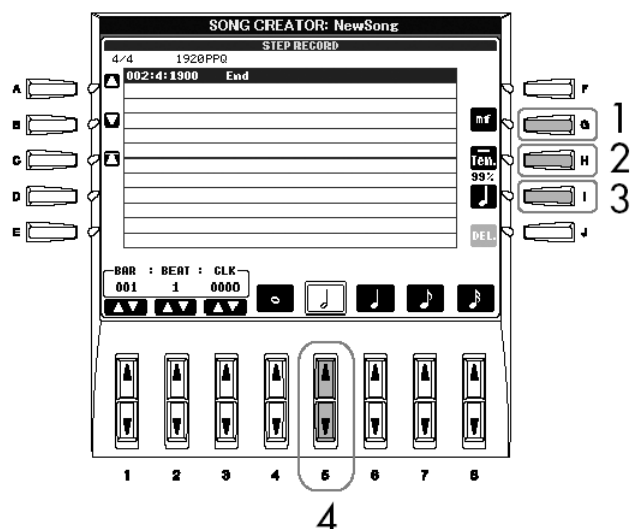 SONG CREATOR: NewSong
STEP RECORD
4/4 1920PPQ
002:4:1900 End
A
F
B
mf
G
1
C
Ten.
H
2
99%
D
I
3
E
DEL.
J
BAR : BEAT : CLK
001 1 0000
1 2 3 4 5 6 7 8
4